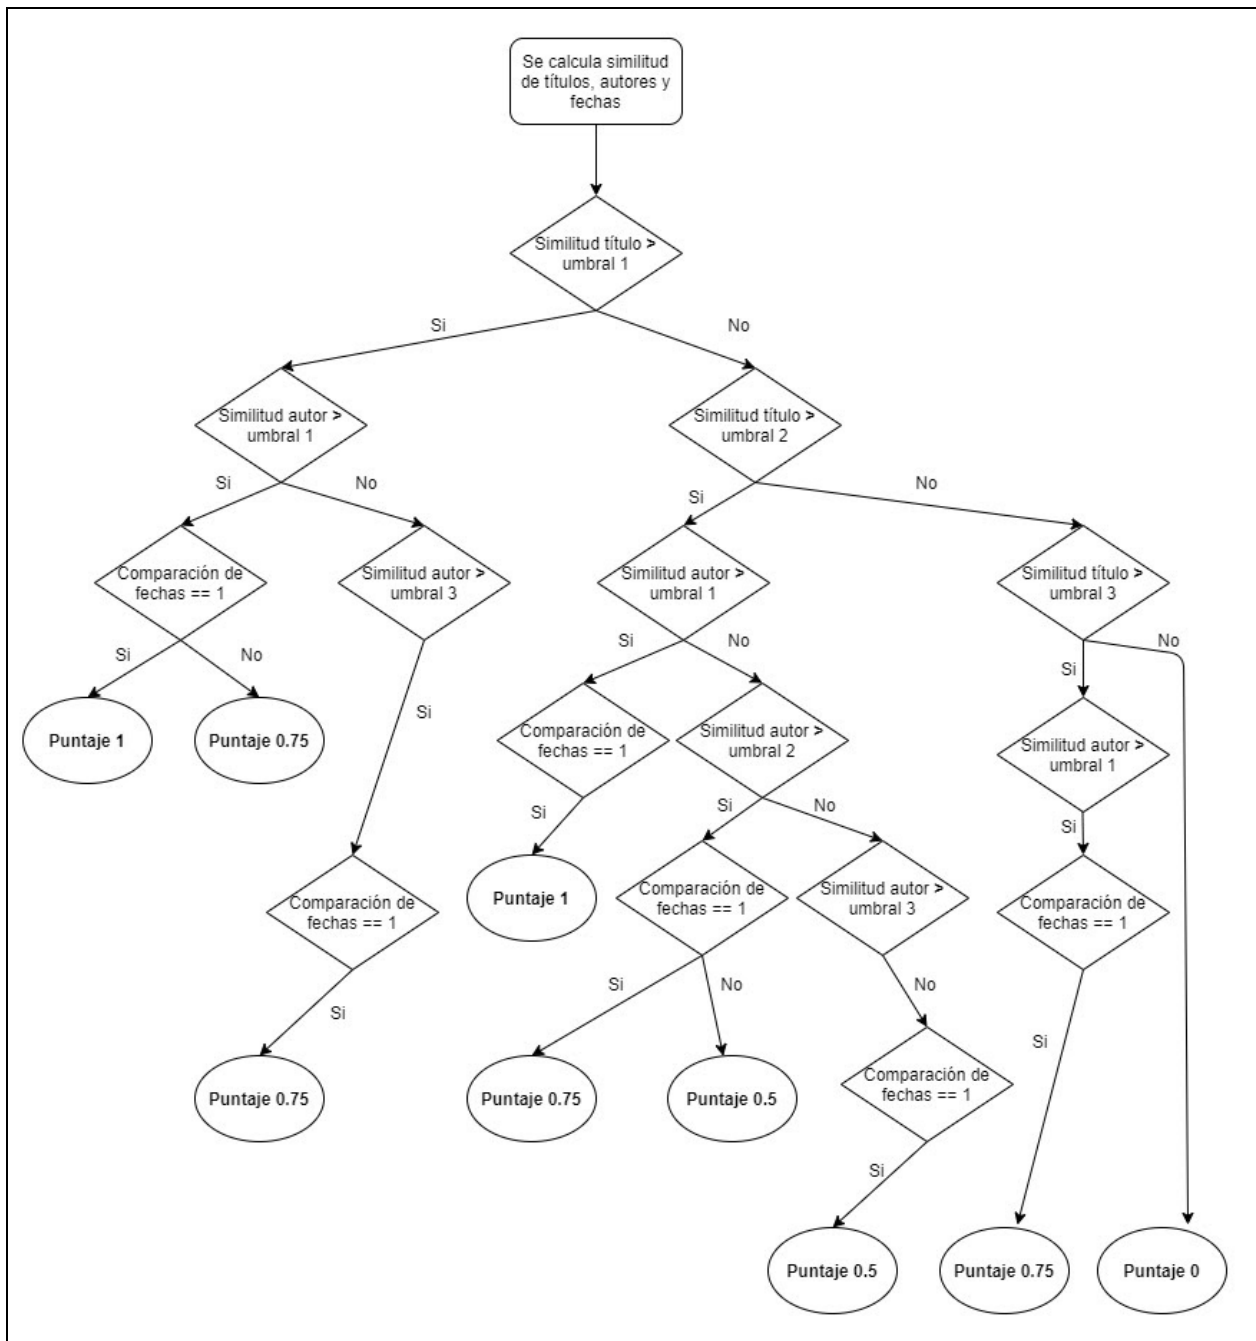 Se calcula similitud
de títulos, autores y
fechas
Similitud título >
umbral 1
Si
No
Similitud autor >
umbral 1
Similitud título >
umbral 2
Si
No
Si
No
Comparación de
fechas == 1
Similitud autor >
umbral 3
Similitud autor >
umbral 1
Similitud título >
umbral 3
Si
No
Si
Si
No
Si
No
Puntaje 1
Puntaje 0.75
Comparación de
fechas == 1
Similitud autor >
umbral 2
Similitud autor >
umbral 1
Si
Si
No
Si
Comparación de
fechas == 1
Puntaje 1
Comparación de
fechas == 1
Similitud autor >
umbral 3
Comparación de
fechas == 1
Si
Si
No
No
Si
Puntaje 0.75
Puntaje 0.75
Puntaje 0.5
Comparación de
fechas == 1
Si
Puntaje 0.5
Puntaje 0.75
Puntaje 0